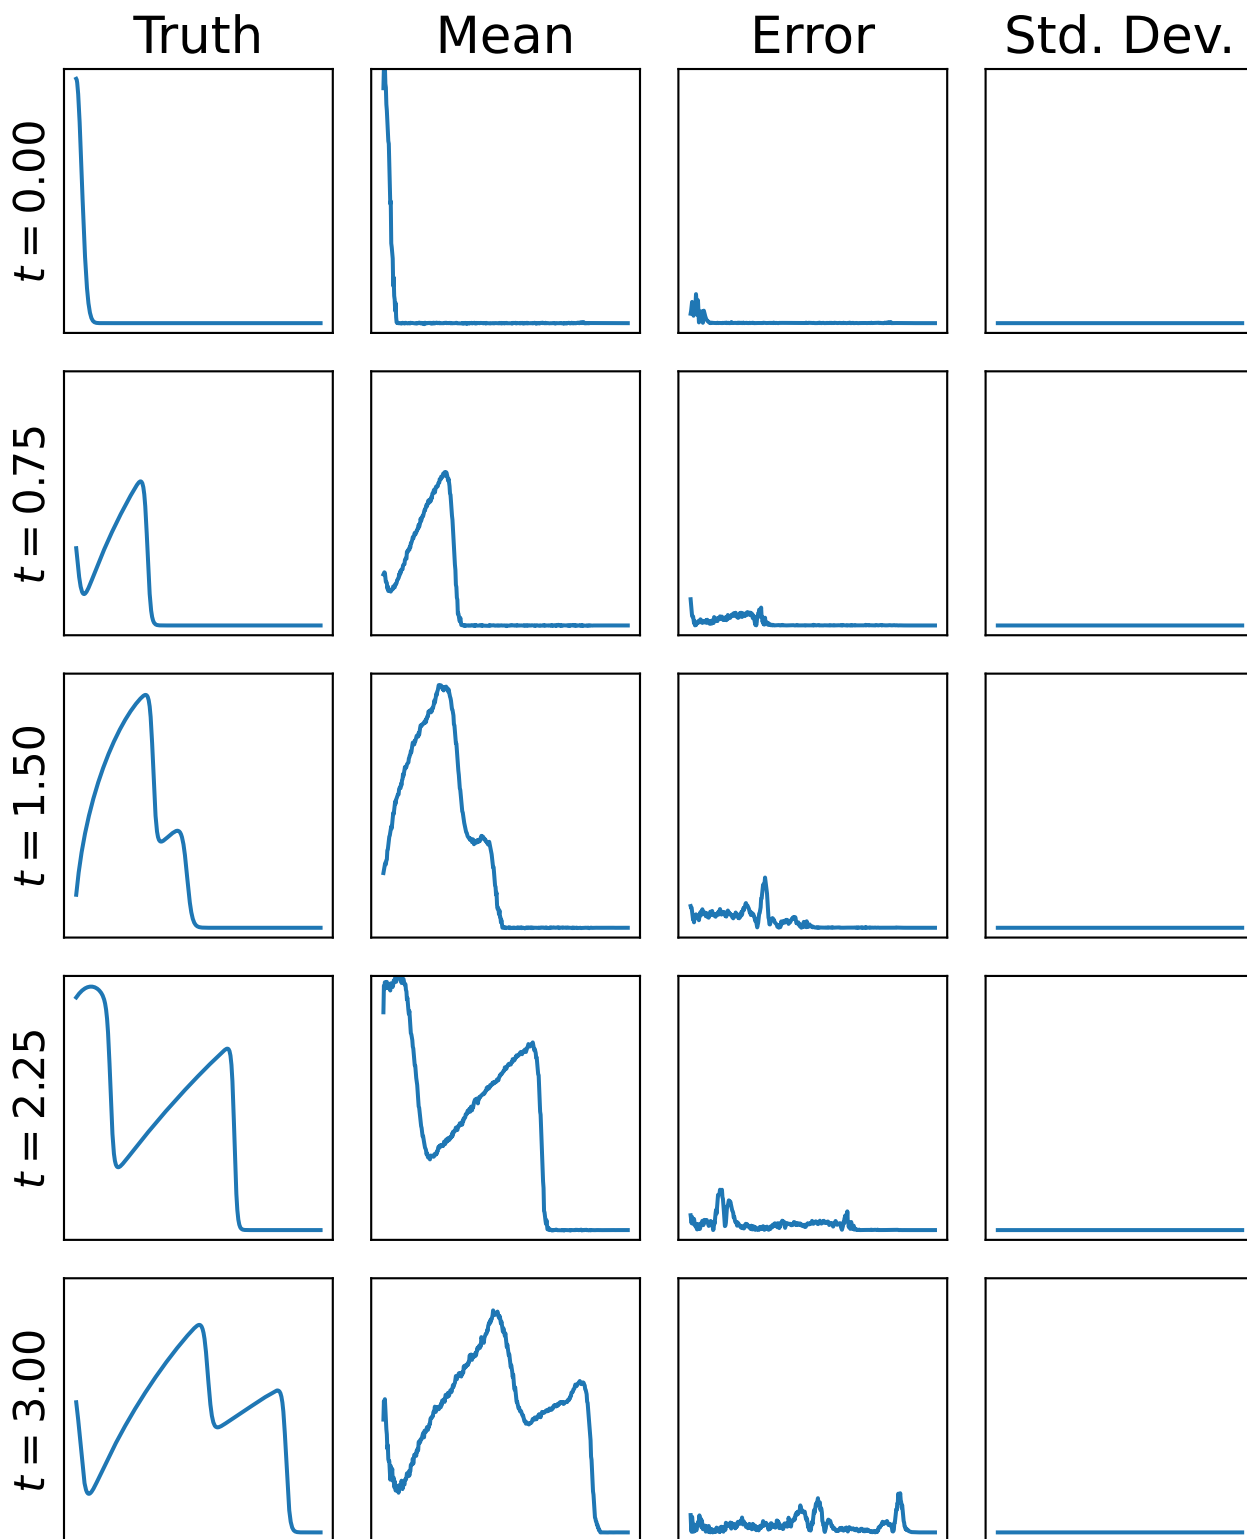 Truth Mean Error Std. Dev.
t = 0.00
t = 0.75
t = 1.50
t = 2.25
t = 3.00